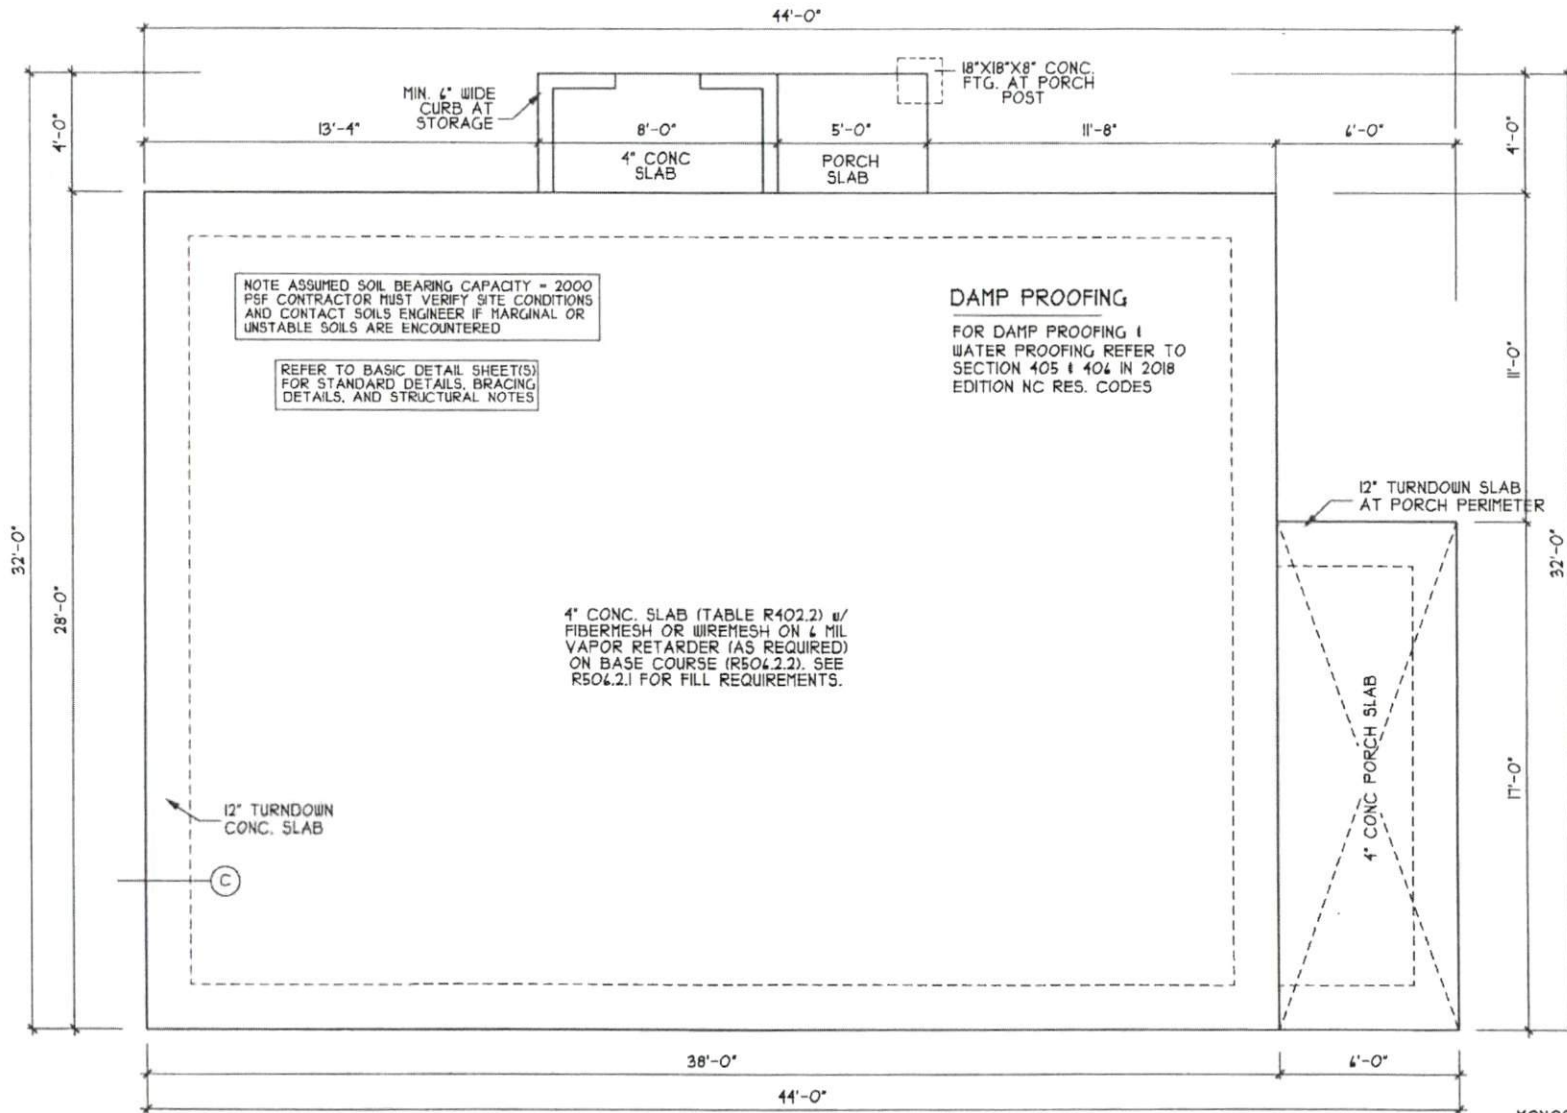 44'-0"
MIN. 6" WIDE
CURB AT
STORAGE
18"X18"X8" CONC.
FTG. AT PORCH
POST
4'-0"
13'-4"
8'-0"
5'-0"
11'-8"
6'-0"
4'-0"
4" CONC
SLAB
PORCH
SLAB
NOTE ASSUMED SOIL BEARING CAPACITY = 2000
PSF CONTRACTOR MUST VERIFY SITE CONDITIONS
AND CONTACT SOILS ENGINEER IF MARGINAL OR
UNSTABLE SOILS ARE ENCOUNTERED
REFER TO BASIC DETAIL SHEET(S)
FOR STANDARD DETAILS, BRACING
DETAILS, AND STRUCTURAL NOTES
DAMP PROOFING
FOR DAMP PROOFING &
WATER PROOFING REFER TO
SECTION 405 & 406 IN 2018
EDITION NC RES. CODES
11'-0"
12" TURNDOWN SLAB
AT PORCH PERIMETER
32'-0"
28'-0"
32'-0"
4" CONC. SLAB (TABLE R402.2) W/
FIBERMESH OR WIREMESH ON 6 MIL
VAPOR RETARDER (AS REQUIRED)
ON BASE COURSE (R506.2.2). SEE
R506.2.1 FOR FILL REQUIREMENTS.
4" CONC PORCH SLAB
17'-0"
12" TURNDOWN
CONC. SLAB
C
38'-0"
6'-0"
44'-0"